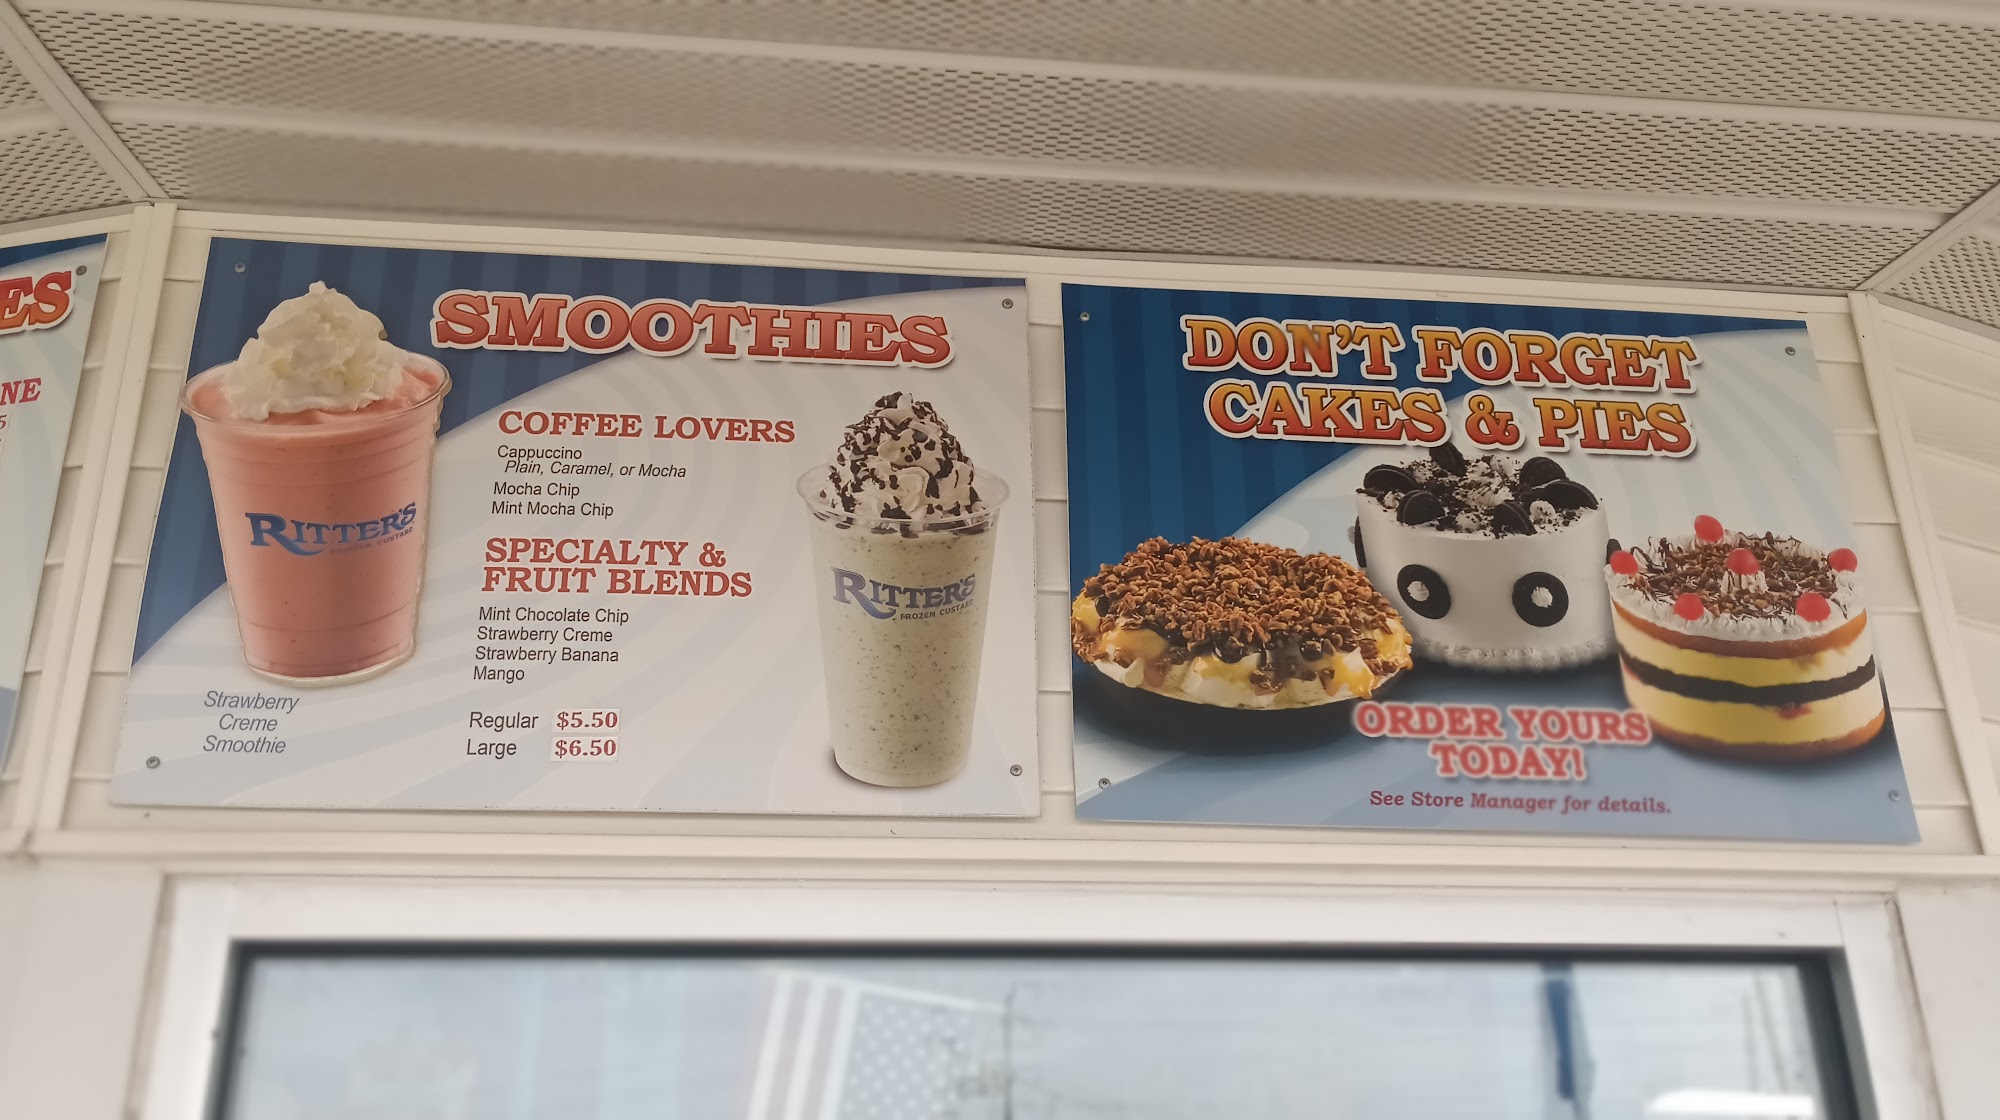 ES
NE
5
SMOOTHIES
COFFEE LOVERS
Cappuccino
Plain, Caramel, or Mocha
Mocha Chip
Mint Mocha Chip
SPECIALTY &
FRUIT BLENDS
Mint Chocolate Chip
Strawberry Creme
Strawberry Banana
Mango
Regular $5.50
Large $6.50
RITTER'S
FROZEN CUSTARD
Strawberry
Creme
Smoothie
RITTER'S
FROZEN CUSTARD
DON'T FORGET
CAKES & PIES
ORDER YOURS
TODAY!
See Store Manager for details.